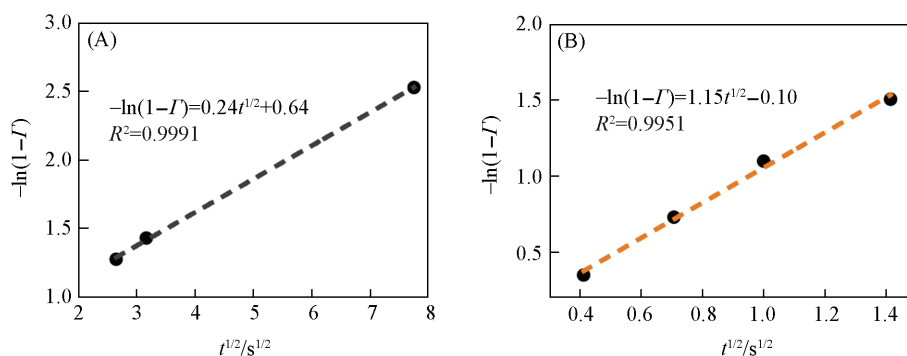 (A)
−ln(1−Γ)=0.24t^1/2+0.64
R²=0.9991
−ln(1−Γ)
3.0
2.5
2.0
1.5
1.0
2 3 4 5 6 7 8
t^1/2/s^1/2
(B)
−ln(1−Γ)=1.15t^1/2−0.10
R²=0.9951
−ln(1−Γ)
2.0
1.5
1.0
0.5
0.4 0.6 0.8 1.0 1.2 1.4
t^1/2/s^1/2